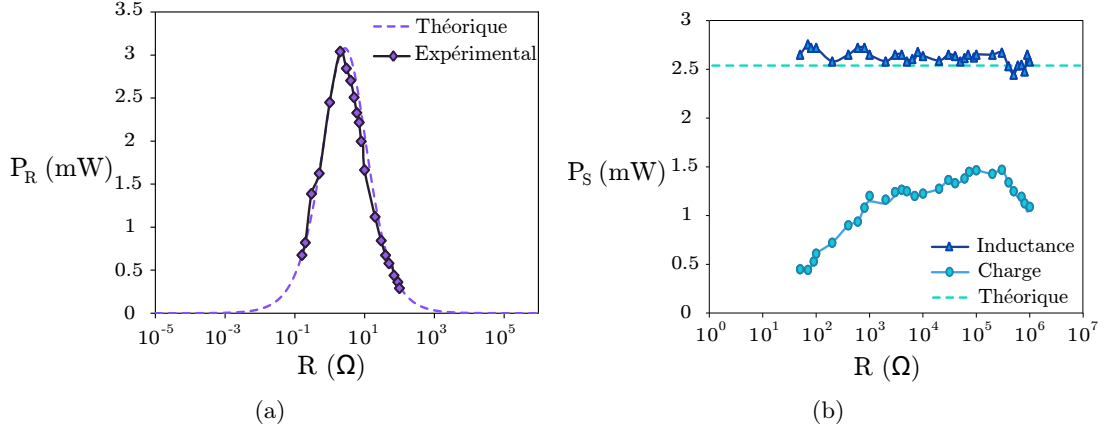 Théorique
Expérimental
P_R (mW)
3.5
3
2.5
2
1.5
1
0.5
0
10^-5
10^-3
10^-1
10^1
10^3
10^5
R (Ω)
(a)
P_S (mW)
3
2.5
2
1.5
1
0.5
0
Inductance
Charge
Théorique
10^0
10^1
10^2
10^3
10^4
10^5
10^6
10^7
R (Ω)
(b)